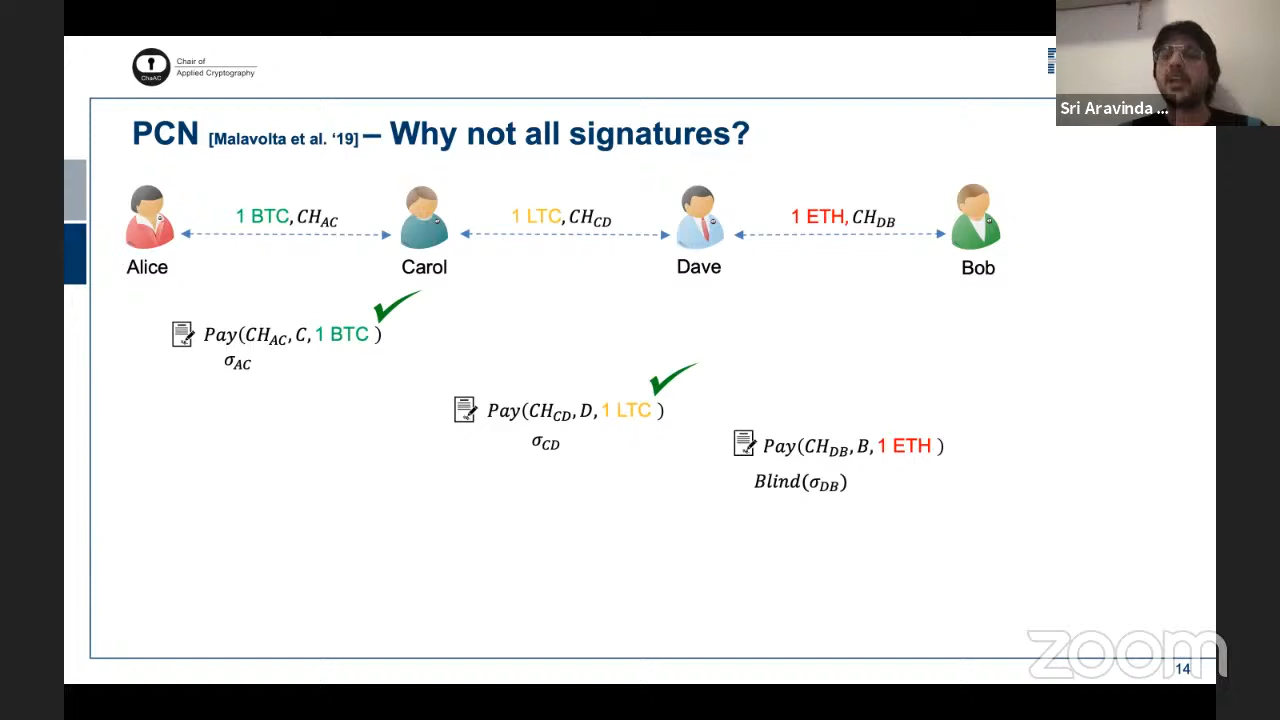 Chair of
Applied Cryptography
ChaAC
Sri Aravinda ...
PCN [Malavolta et al. ‘19] – Why not all signatures?
1 BTC, CH_AC
1 LTC, CH_CD
1 ETH, CH_DB
Alice
Carol
Dave
Bob
Pay(CH_AC, C, 1 BTC )
σ_AC
Pay(CH_CD, D, 1 LTC )
σ_CD
Pay(CH_DB, B, 1 ETH )
Blind(σ_DB)
zoom
14